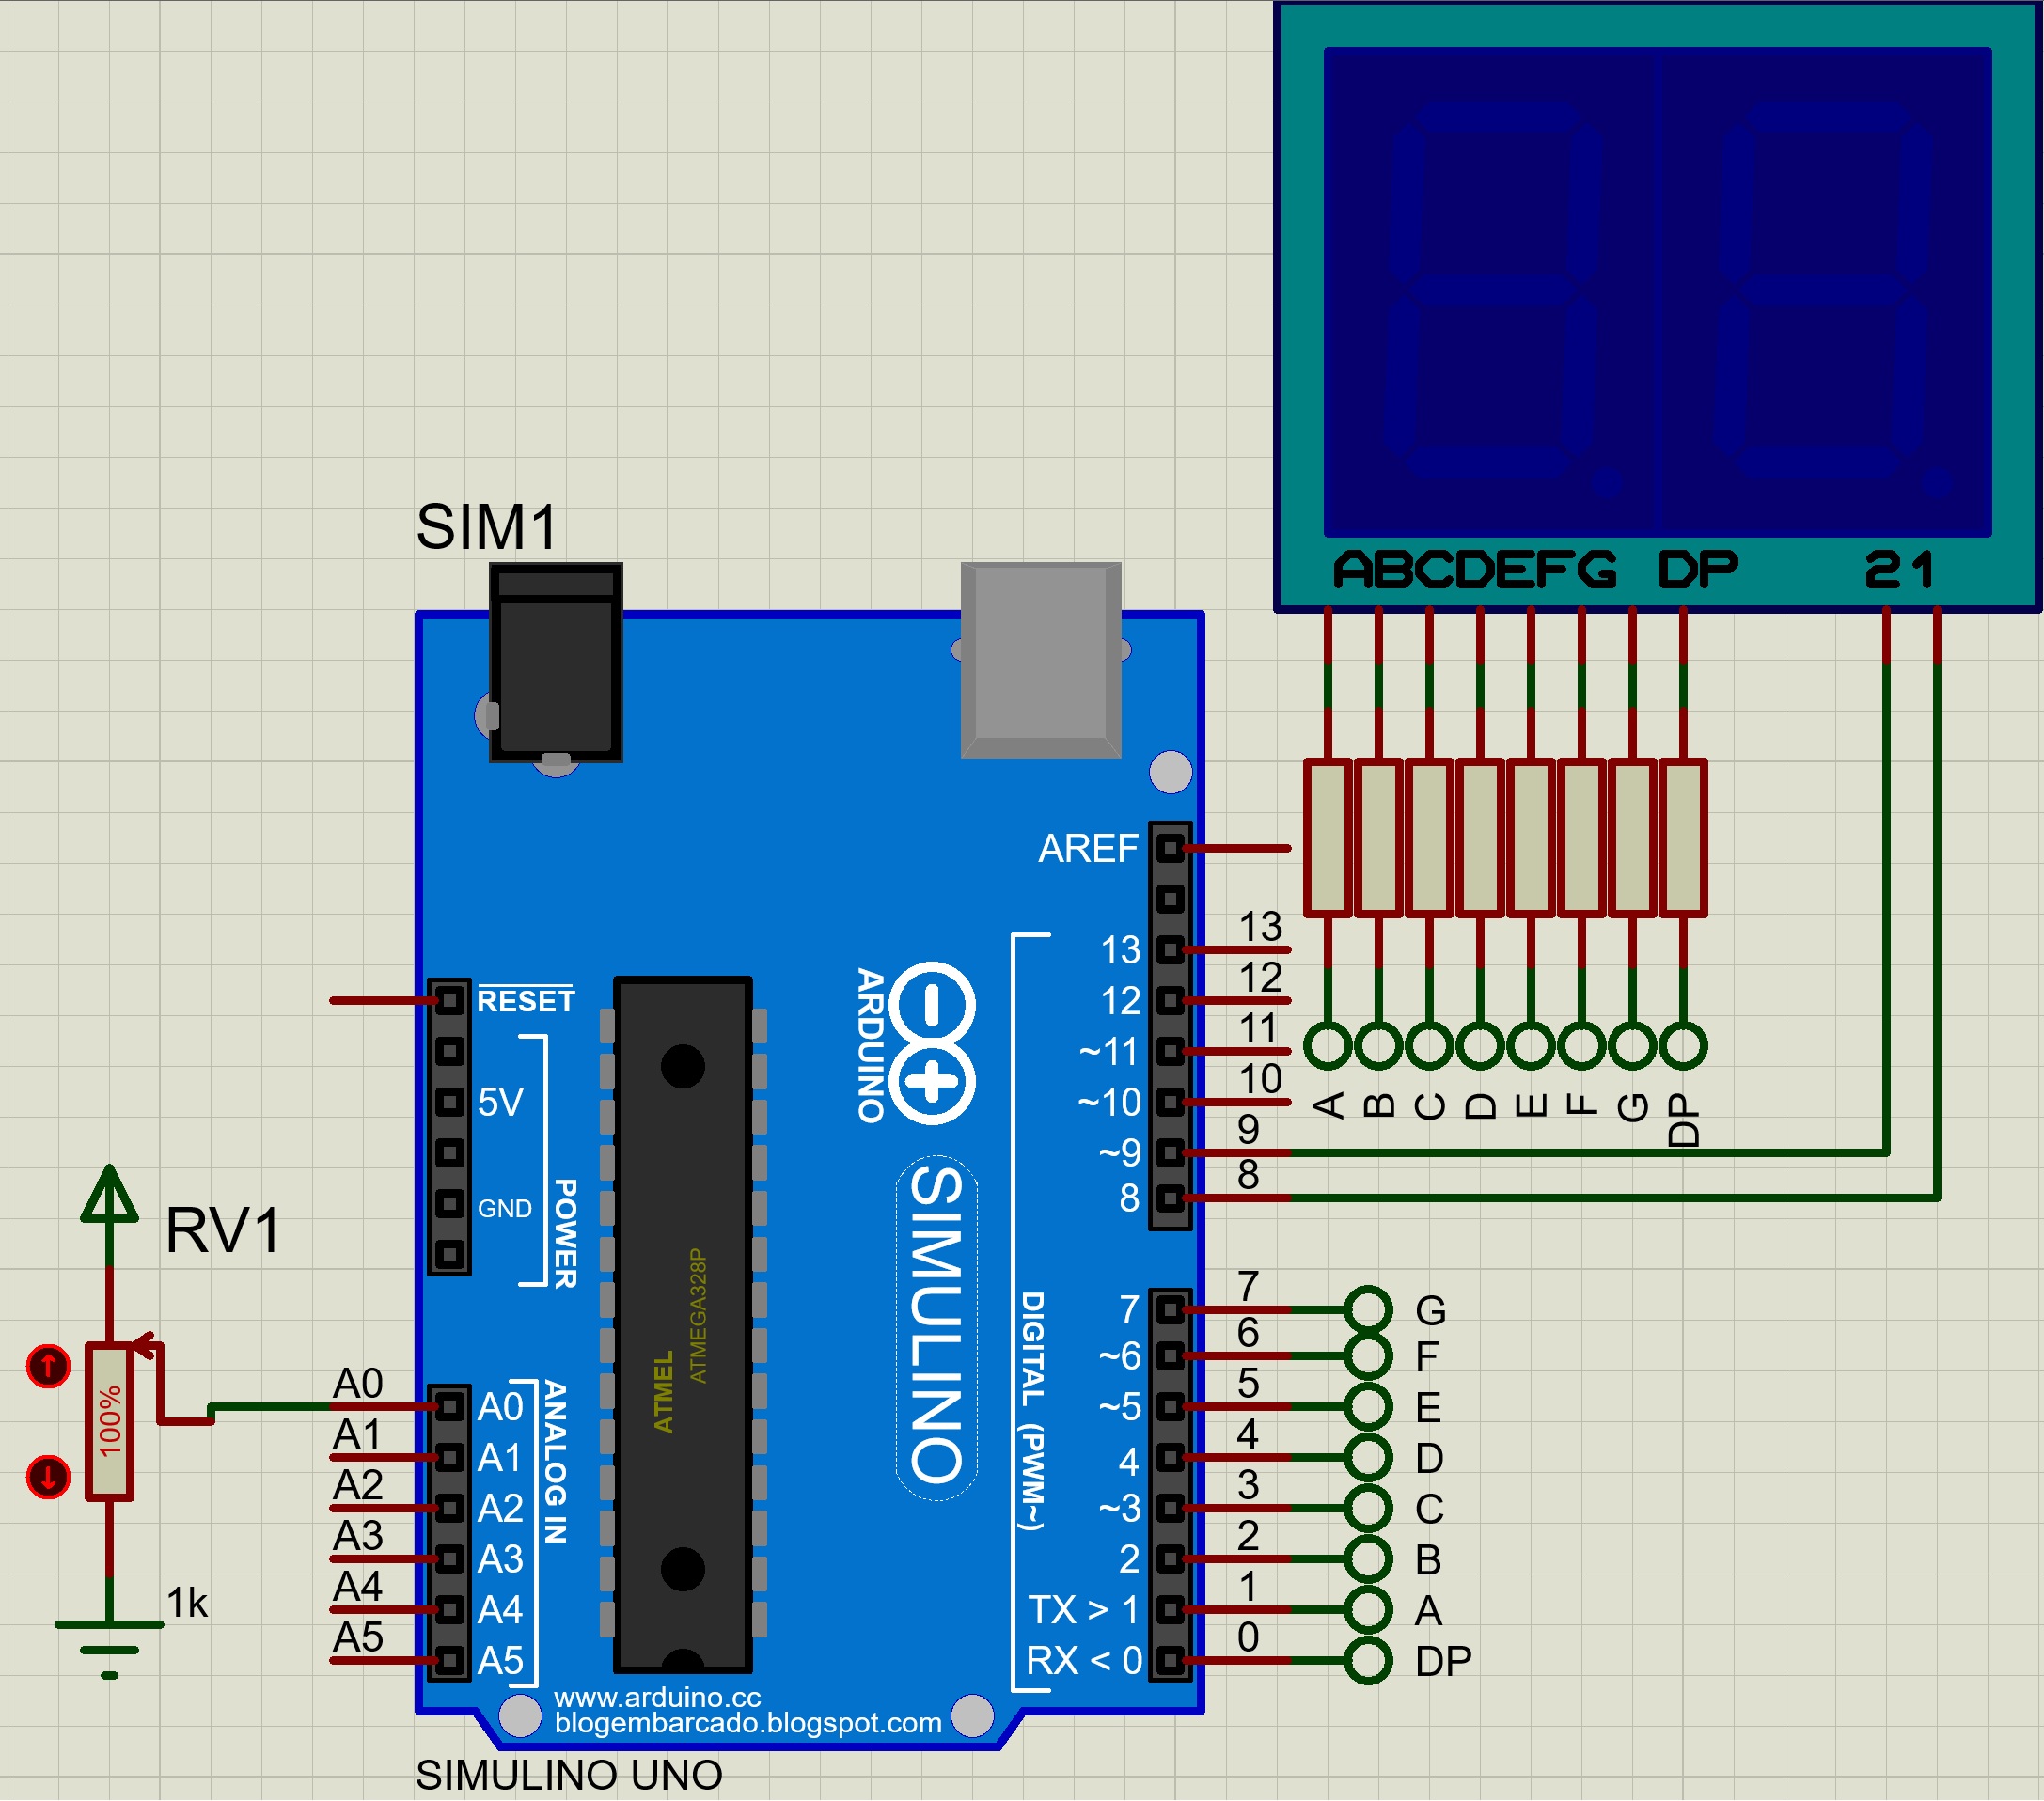 ABCDEFG DP 21
SIM1
AREF
13 13
12 12
~11 11
~10 10
~9 9
8 8
A
B
C
D
E
F
G
DP
RESET
5V
GND
POWER
ARDUINO
SIMULINO
ATMEL
ATMEGA328P
DIGITAL (PWM~)
7 7 G
~6 6 F
~5 5 E
4 4 D
~3 3 C
2 2 B
TX > 1 1 A
RX < 0 0 DP
RV1
100%
1k
A0 A0
A1 A1
A2 A2
A3 A3
A4 A4
A5 A5
ANALOG IN
www.arduino.cc
blogembarcado.blogspot.com
SIMULINO UNO